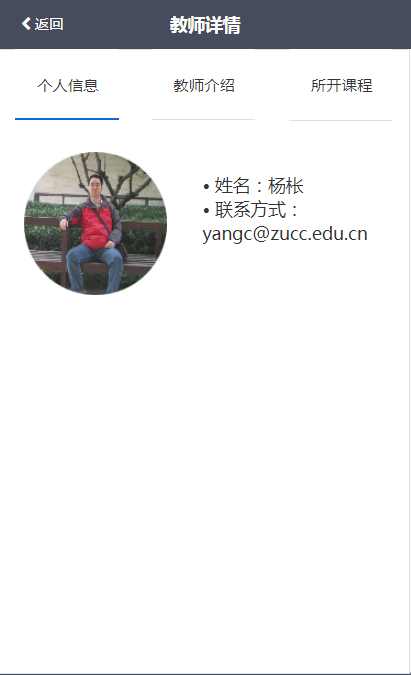 返回
教师详情
个人信息
教师介绍
所开课程
• 姓名：杨枨
• 联系方式：
yangc@zucc.edu.cn